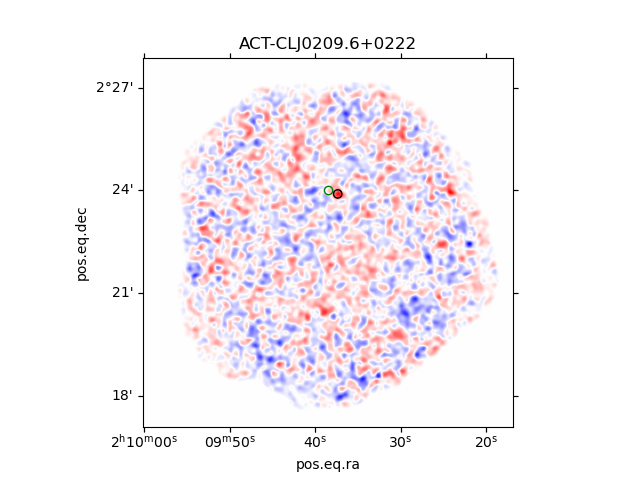 ACT-CLJ0209.6+0222
2°27'
24'
21'
18'
pos.eq.dec
2ʰ10ᵐ00ˢ 09ᵐ50ˢ 40ˢ 30ˢ 20ˢ
pos.eq.ra